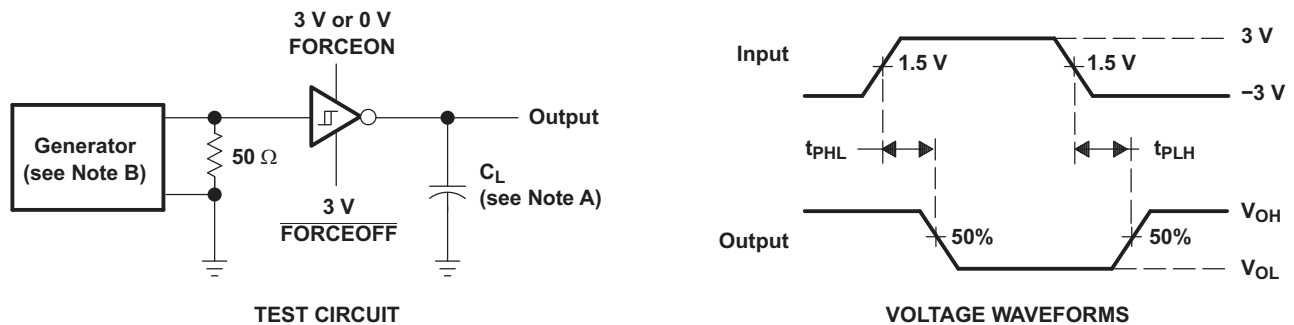 3 V or 0 V
FORCEON
Generator
(see Note B)
50 Ω
Output
C_L
(see Note A)
3 V
FORCEOFF
TEST CIRCUIT
Input
3 V
1.5 V
1.5 V
−3 V
t_PHL
t_PLH
Output
V_OH
50%
50%
V_OL
VOLTAGE WAVEFORMS